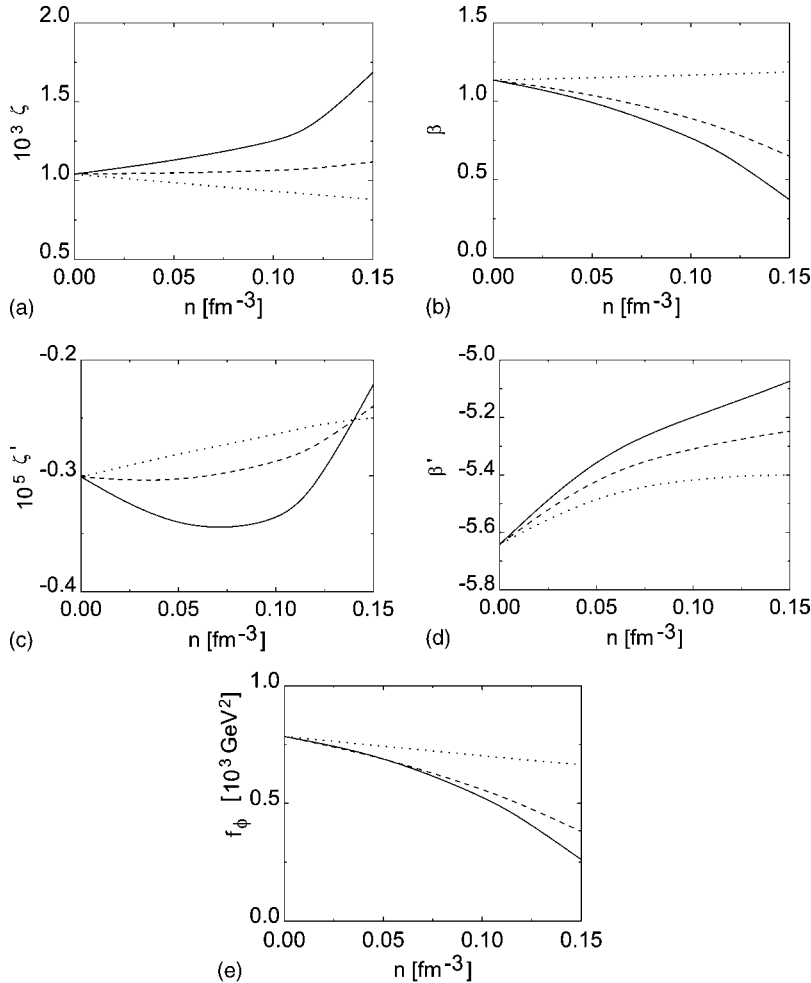 2.0
1.5
1.0
0.5
10³ ζ
0.00 0.05 0.10 0.15
n [fm⁻³]
(a)
1.5
1.0
0.5
0.0
β
0.00 0.05 0.10 0.15
n [fm⁻³]
(b)
-0.2
-0.3
-0.4
10⁵ ζ'
0.00 0.05 0.10 0.15
n [fm⁻³]
(c)
-5.0
-5.2
-5.4
-5.6
-5.8
β'
0.00 0.05 0.10 0.15
n [fm⁻³]
(d)
1.0
0.5
0.0
f_ϕ [10³ GeV²]
0.00 0.05 0.10 0.15
n [fm⁻³]
(e)